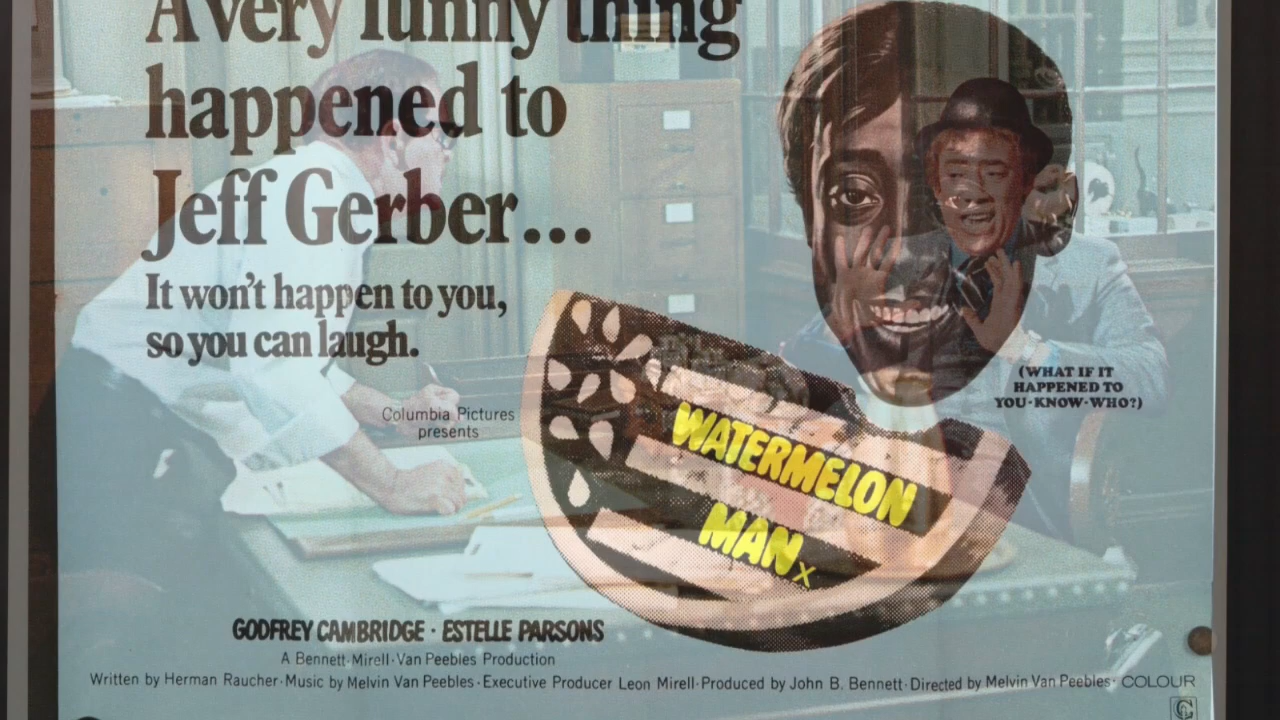 A very funny thing
happened to
Jeff Gerber...
It won't happen to you,
so you can laugh.
(WHAT IF IT
HAPPENED TO
YOU-KNOW-WHO?)
Columbia Pictures
presents
WATERMELON
MAN x
GODFREY CAMBRIDGE · ESTELLE PARSONS
A Bennett·Mirell·Van Peebles Production
Written by Herman Raucher·Music by Melvin Van Peebles·Executive Producer Leon Mirell·Produced by John B. Bennett·Directed by Melvin Van Peebles· COLOUR